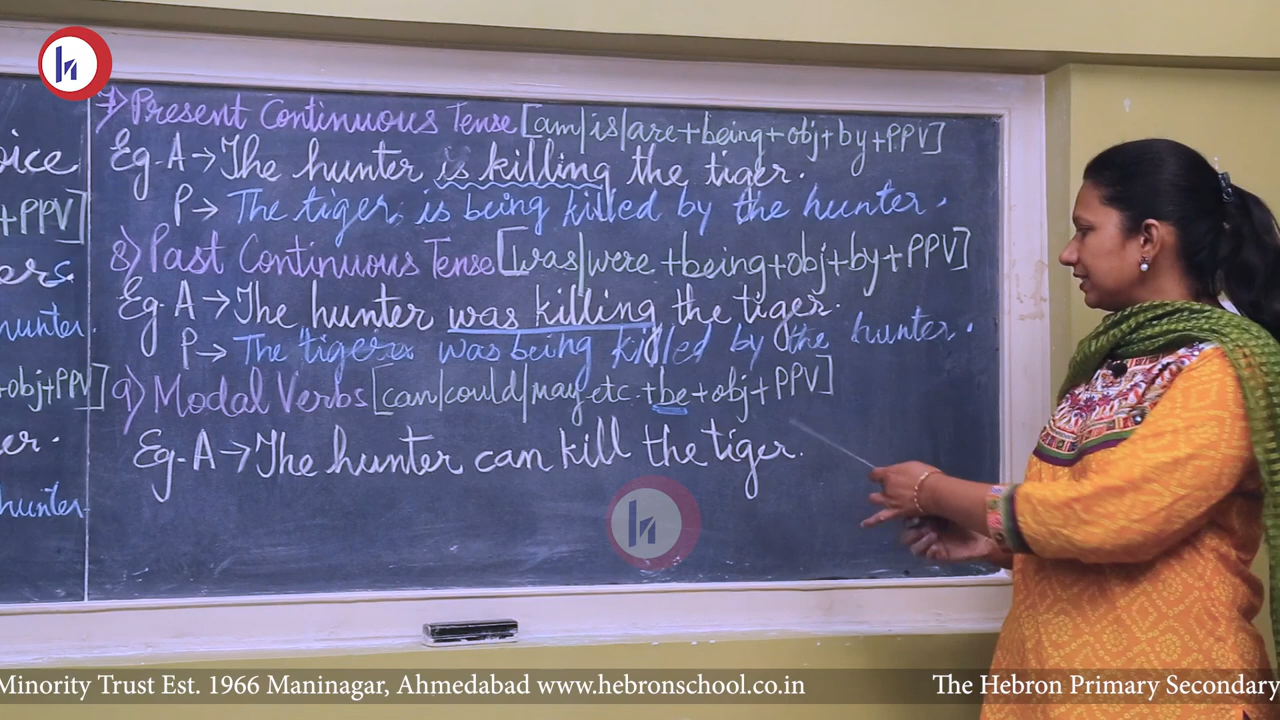 oice
+PPV]
ers
hunter.
+obj+PPV]
er.
hunter
7) Present Continuous Tense [am|is|are+being+obj+by+PPV]
Eg. A → The hunter is killing the tiger.
P → The tiger is being killed by the hunter.
8) Past Continuous Tense [was|were +being+obj+by+PPV]
Eg. A → The hunter was killing the tiger.
P → The tiger was being killed by the hunter.
9) Modal Verbs [can|could|may etc.+be+obj+PPV]
Eg. A → The hunter can kill the tiger.
Minority Trust Est. 1966 Maninagar, Ahmedabad www.hebronschool.co.in
The Hebron Primary Secondary